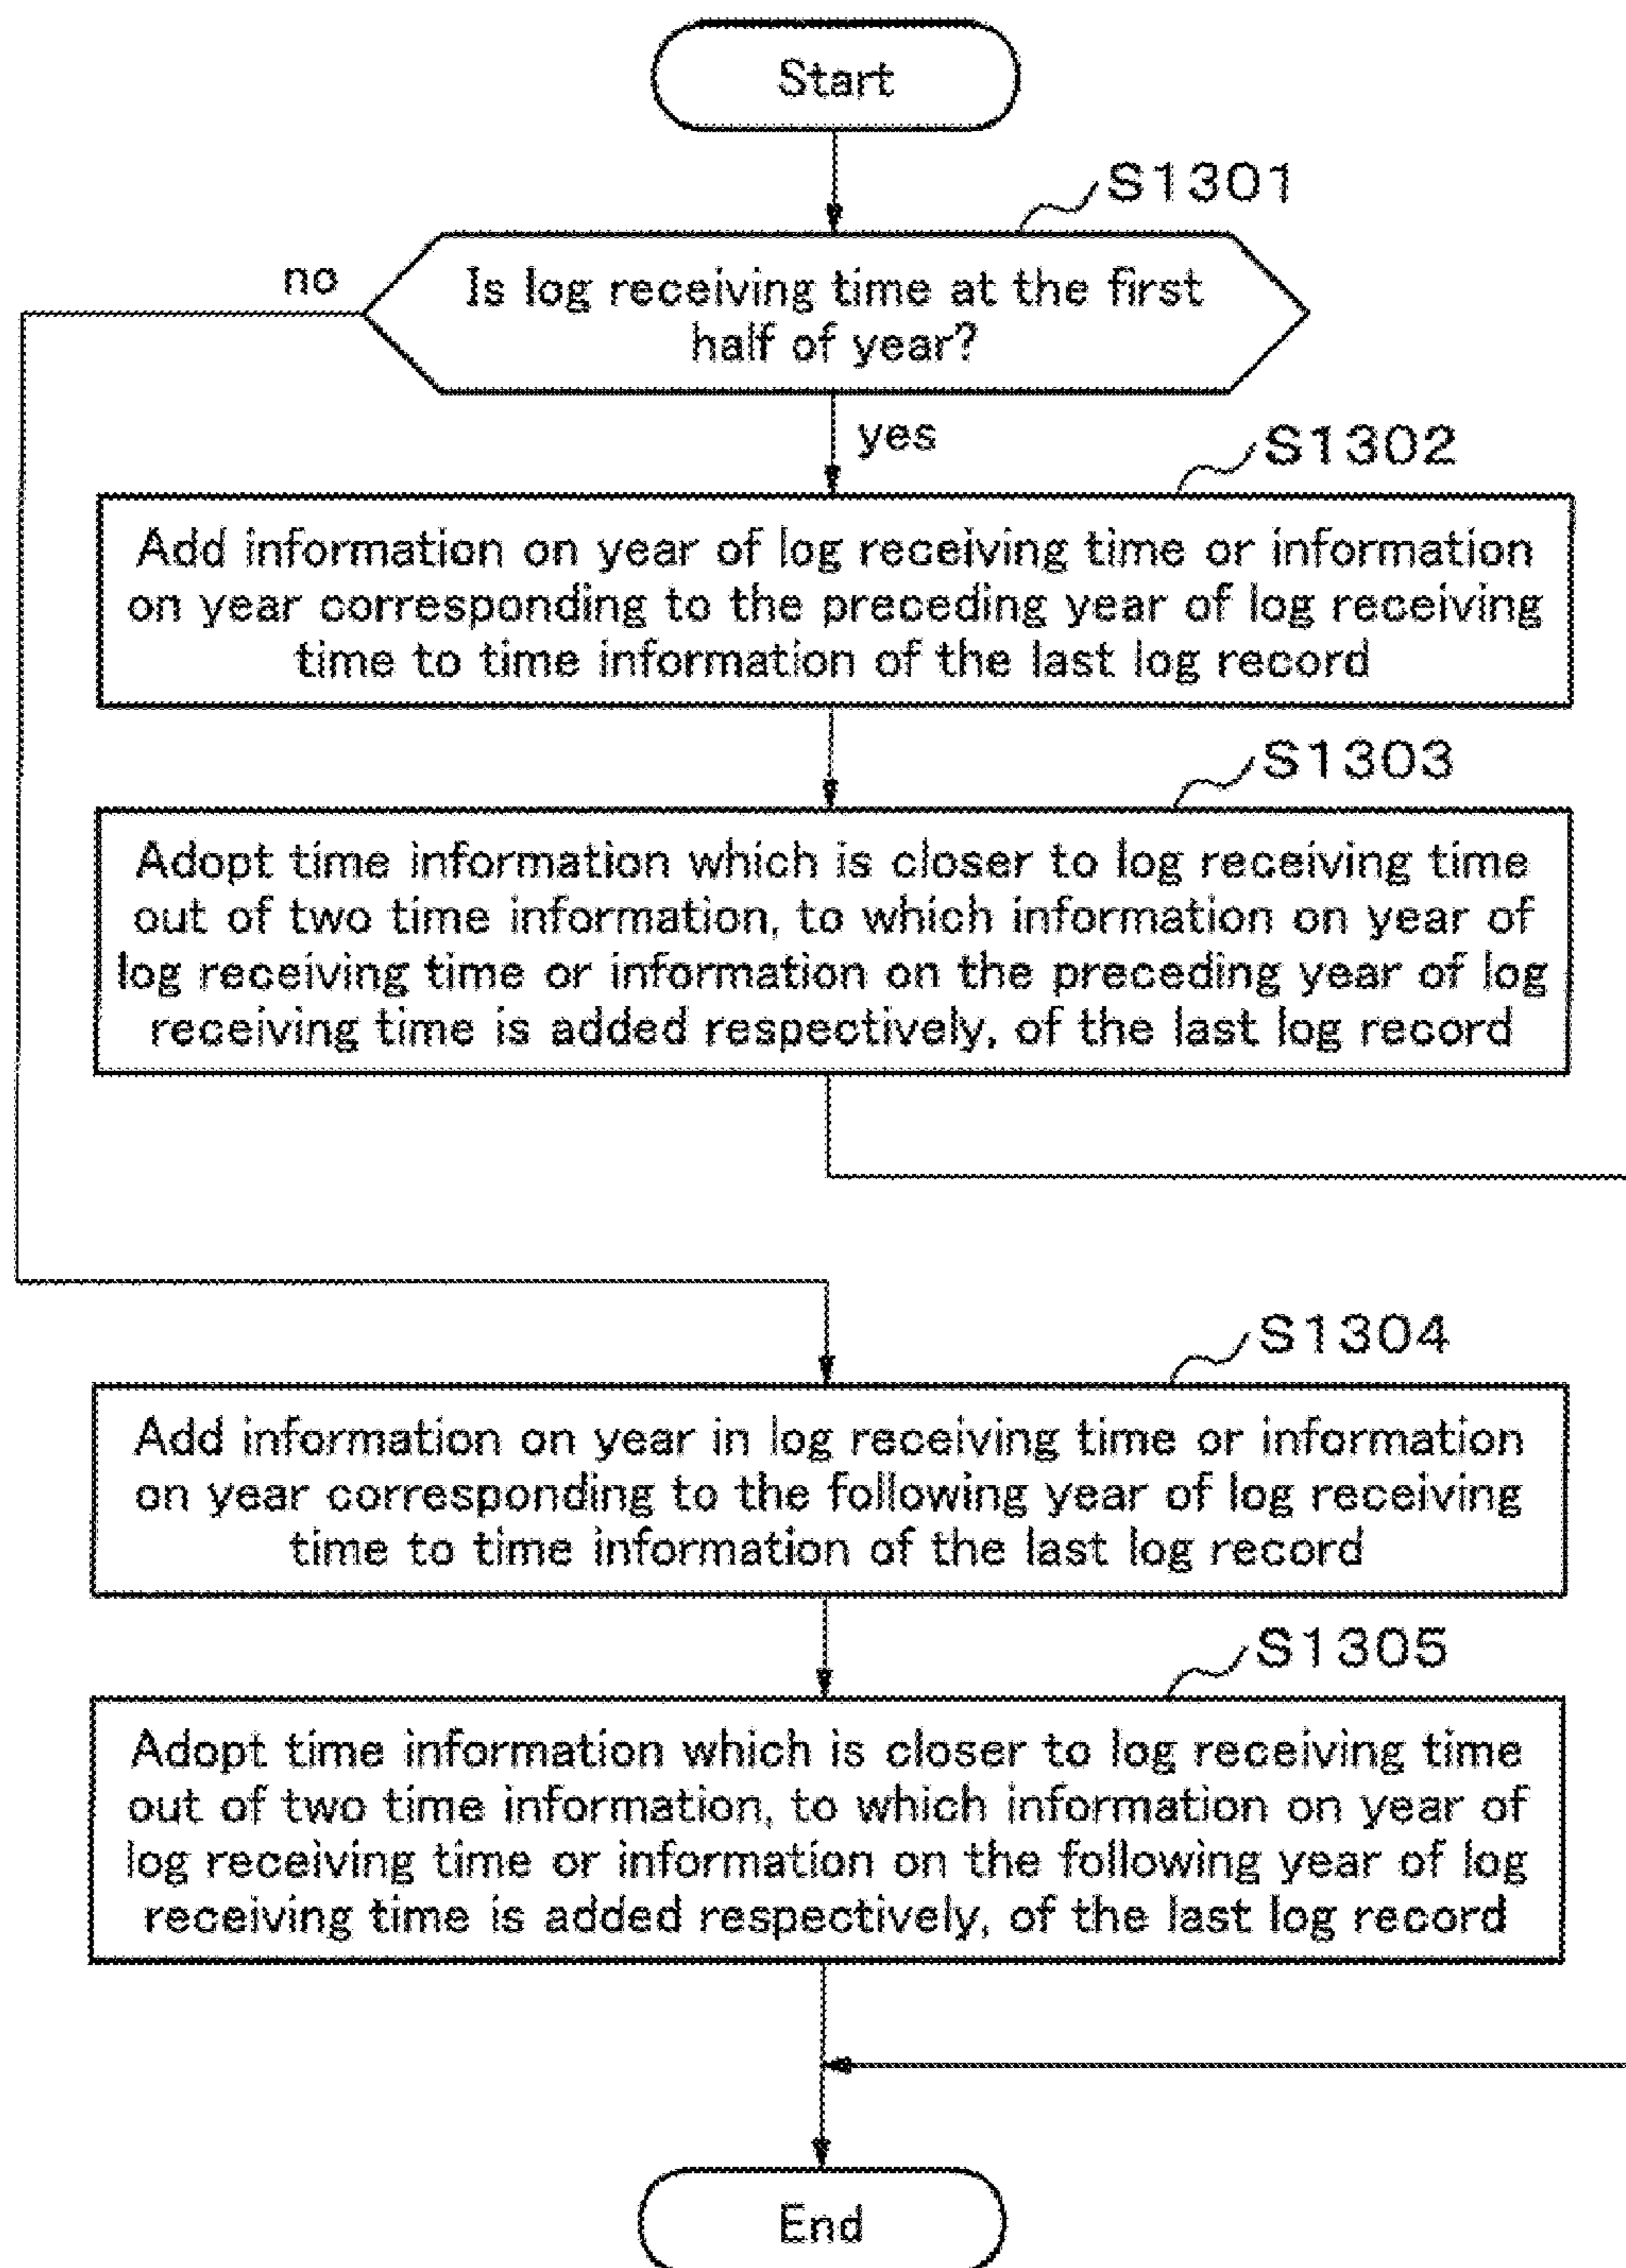 Start
S1301
no
Is log receiving time at the first
half of year?
yes
S1302
Add information on year of log receiving time or information
on year corresponding to the preceding year of log receiving
time to time information of the last log record
S1303
Adopt time information which is closer to log receiving time
out of two time information, to which information on year of
log receiving time or information on the preceding year of log
receiving time is added respectively, of the last log record
S1304
Add information on year in log receiving time or information
on year corresponding to the following year of log receiving
time to time information of the last log record
S1305
Adopt time information which is closer to log receiving time
out of two time information, to which information on year of
log receiving time or information on the following year of log
receiving time is added respectively, of the last log record
End